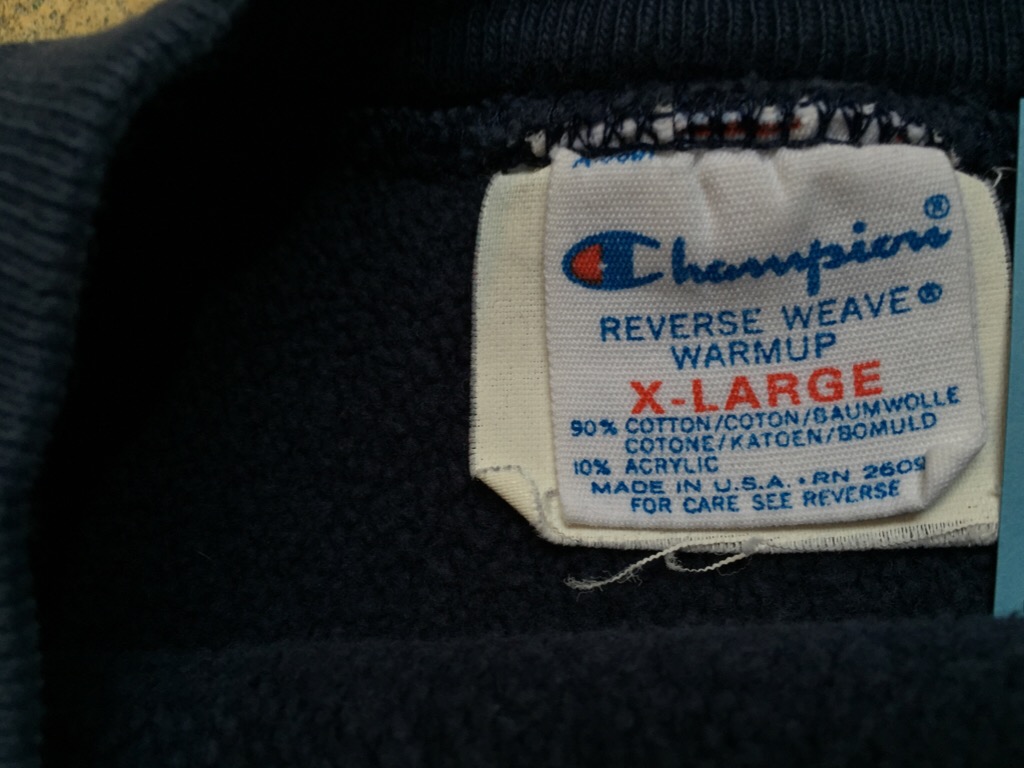 Champion®
REVERSE WEAVE®
WARMUP
X-LARGE
90% COTTON/COTON/BAUMWOLLE
COTONE/KATOEN/BOMULD
10% ACRYLIC
MADE IN U.S.A. • RN 26094
FOR CARE SEE REVERSE